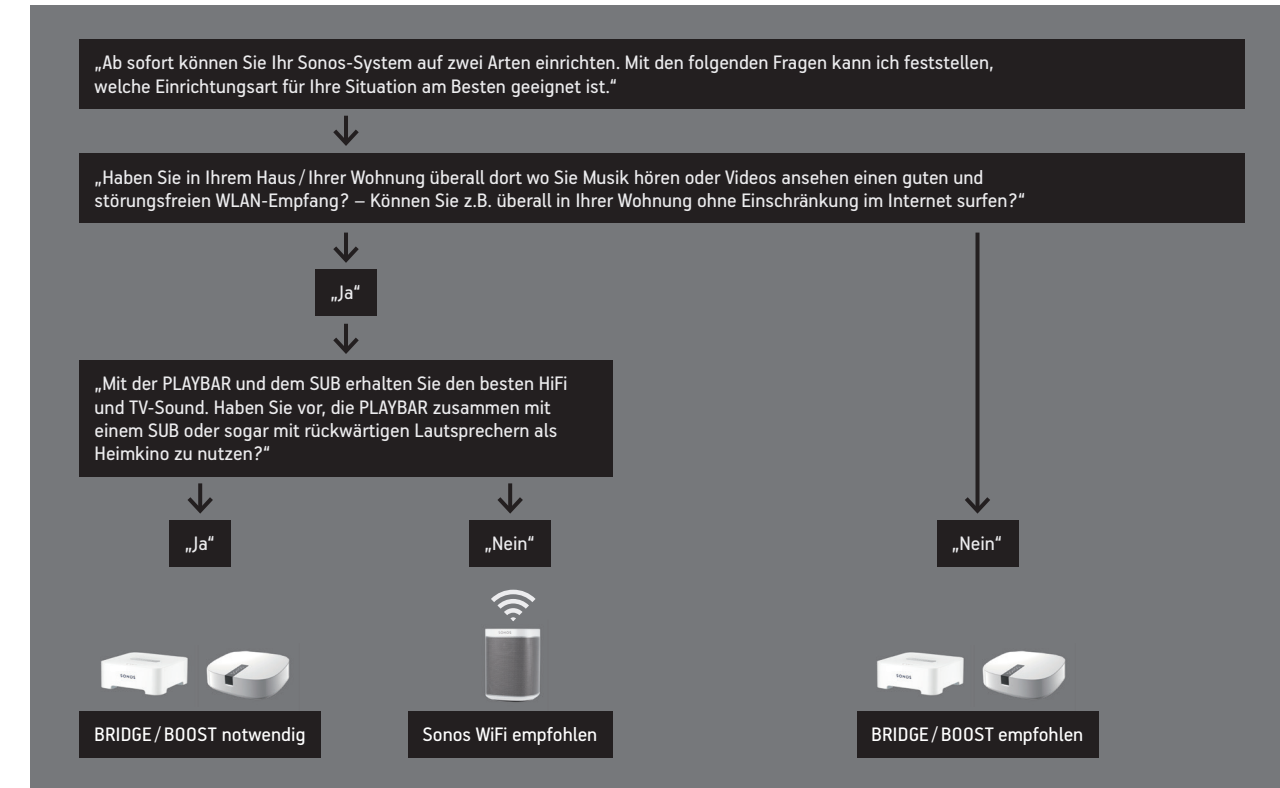 „Ab sofort können Sie Ihr Sonos-System auf zwei Arten einrichten. Mit den folgenden Fragen kann ich feststellen,
welche Einrichtungsart für Ihre Situation am Besten geeignet ist.“
„Haben Sie in Ihrem Haus/Ihrer Wohnung überall dort wo Sie Musik hören oder Videos ansehen einen guten und
störungsfreien WLAN-Empfang? – Können Sie z.B. überall in Ihrer Wohnung ohne Einschränkung im Internet surfen?“
„Ja“
„Mit der PLAYBAR und dem SUB erhalten Sie den besten HiFi
und TV-Sound. Haben Sie vor, die PLAYBAR zusammen mit
einem SUB oder sogar mit rückwärtigen Lautsprechern als
Heimkino zu nutzen?“
„Ja“
„Nein“
„Nein“
SONOS
SONOS
SONOS
BRIDGE/BOOST notwendig
Sonos WiFi empfohlen
BRIDGE/BOOST empfohlen